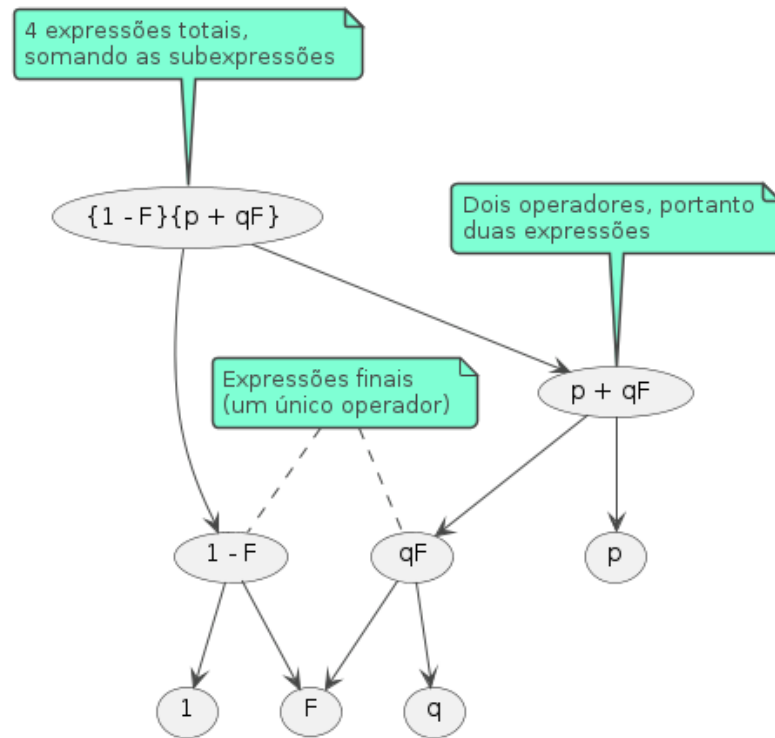 4 expressões totais,
somando as subexpressões
{1 - F}{p + qF}
Dois operadores, portanto
duas expressões
Expressões finais
(um único operador)
p + qF
1 - F
qF
p
1
F
q